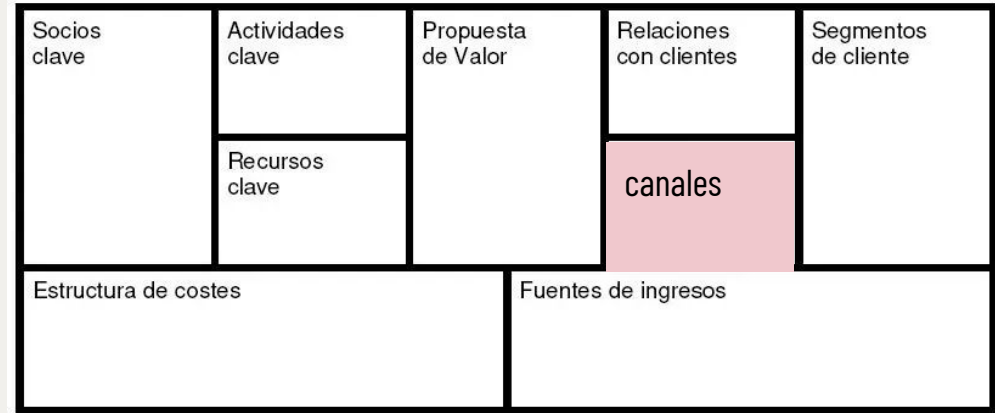 Socios
clave
Actividades
clave
Recursos
clave
Propuesta
de Valor
Relaciones
con clientes
canales
Segmentos
de cliente
Estructura de costes
Fuentes de ingresos